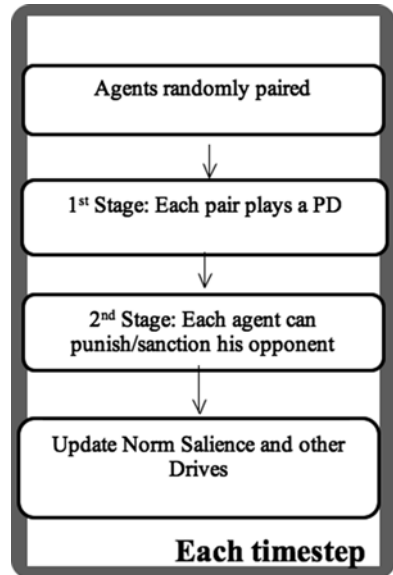 Agents randomly paired
1st Stage: Each pair plays a PD
2nd Stage: Each agent can
punish/sanction his opponent
Update Norm Salience and other
Drives
Each timestep